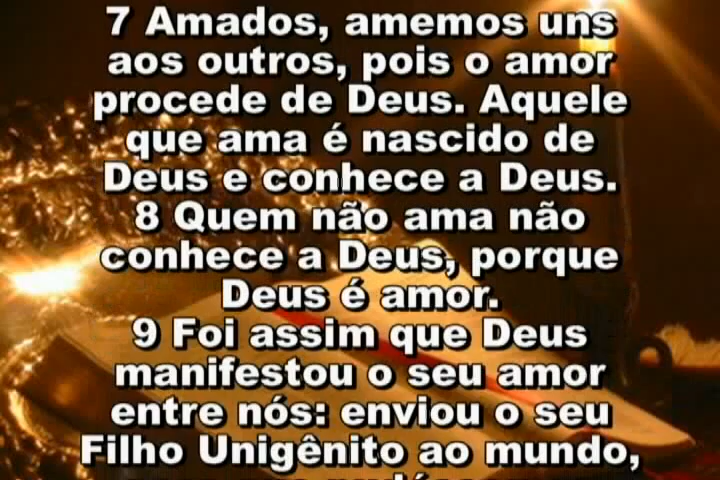 7 Amados, amemos uns
aos outros, pois o amor
procede de Deus. Aquele
que ama é nascido de
Deus e conhece a Deus.
8 Quem não ama não
conhece a Deus, porque
Deus é amor.
9 Foi assim que Deus
manifestou o seu amor
entre nós: enviou o seu
Filho Unigênito ao mundo,